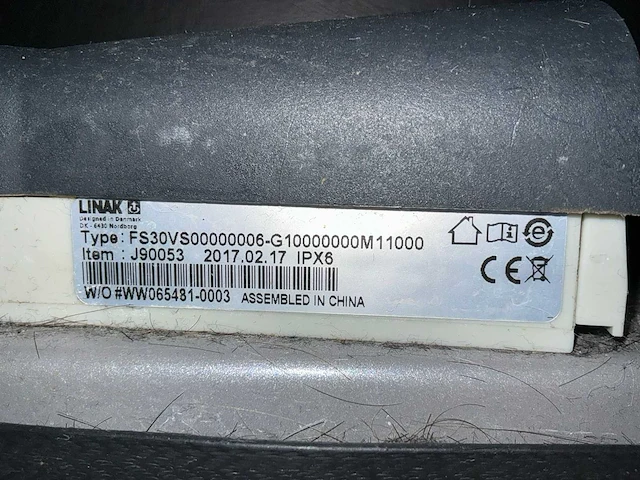 LINAK
Designed in Denmark
DK - 6430 Nordborg
Type: FS30VS00000006-G10000000M11000
Item : J90053 2017.02.17 IPX6
W/O #WW065481-0003 ASSEMBLED IN CHINA
CE